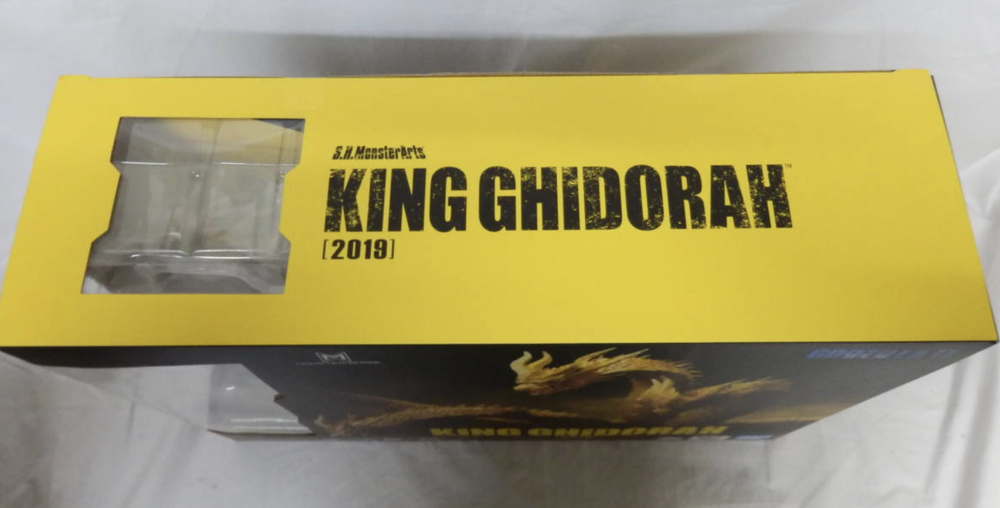 S.H.MonsterArts
KING GHIDORAH™
[2019]
KING GHIDORAH